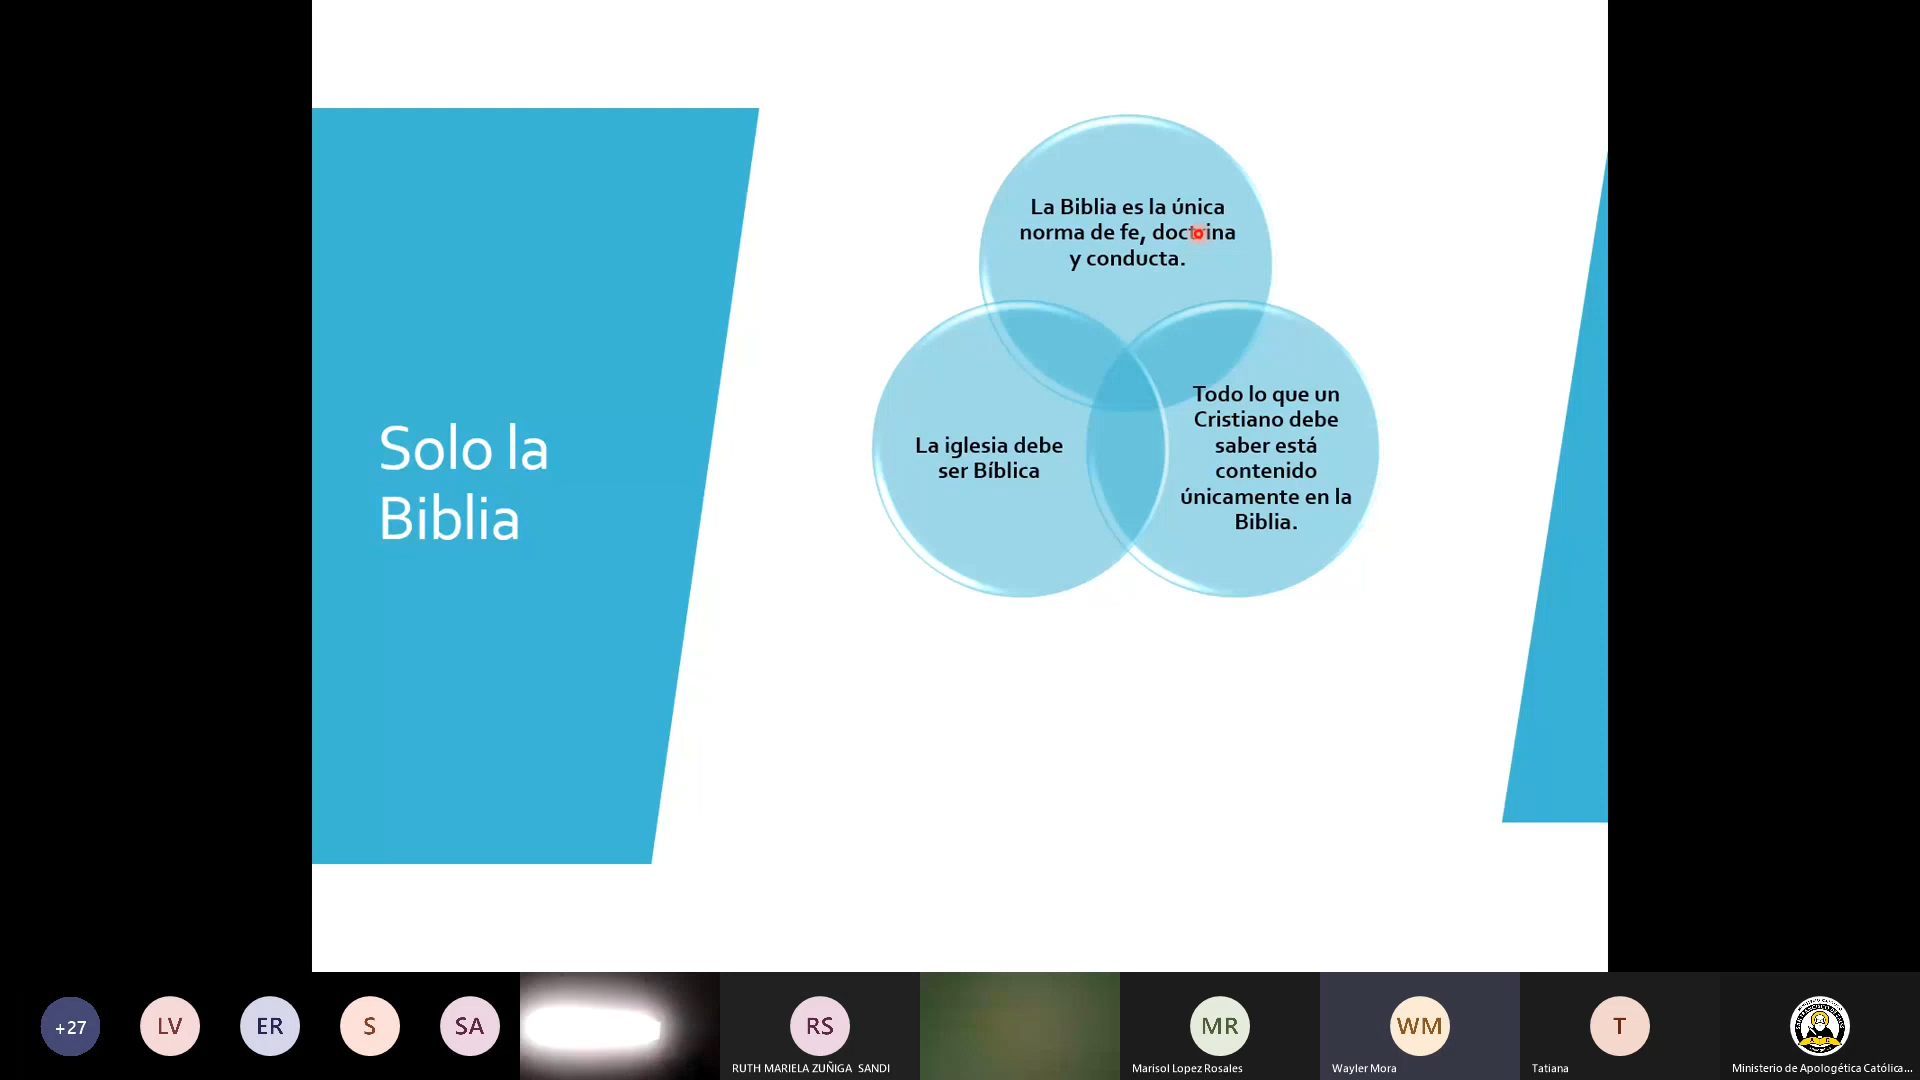 Solo la
Biblia
La Biblia es la única
norma de fe, doctrina
y conducta.
La iglesia debe
ser Bíblica
Todo lo que un
Cristiano debe
saber está
contenido
únicamente en la
Biblia.
+27
LV
ER
S
SA
RS
RUTH MARIELA ZUÑIGA SANDI
MR
Marisol Lopez Rosales
WM
Wayler Mora
T
Tatiana
Ministerio de Apologética Católica...